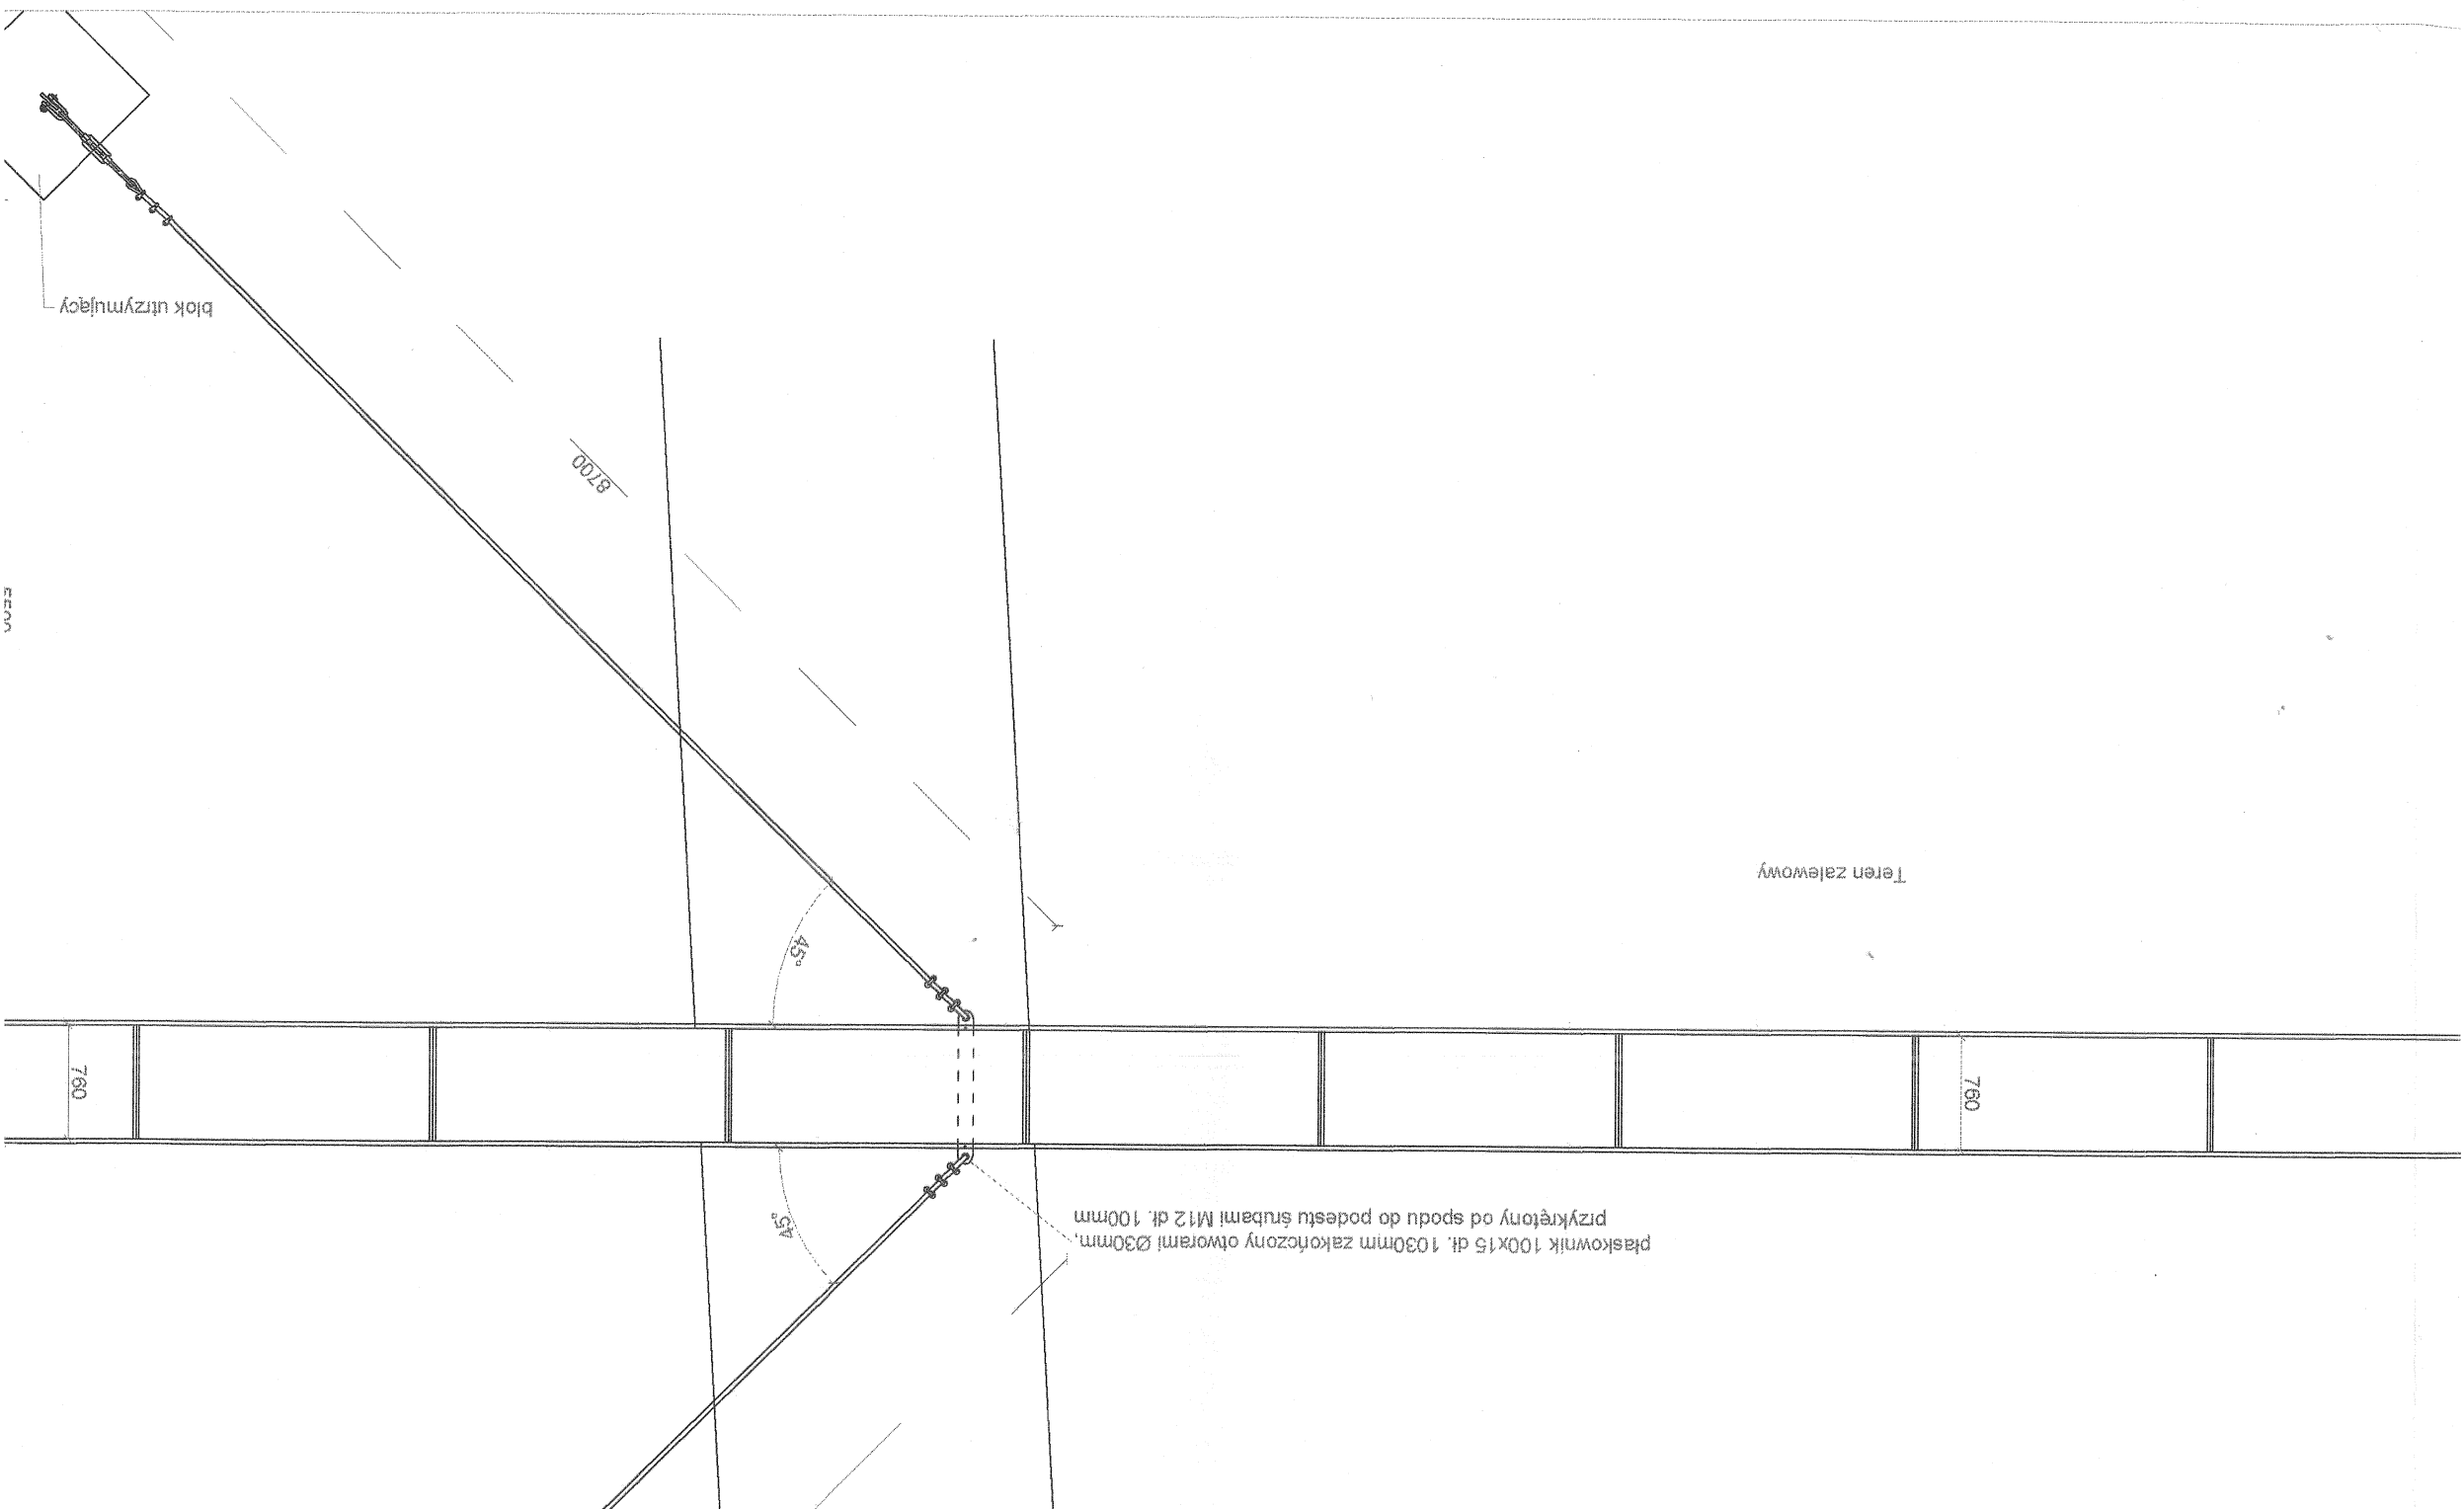 płaskownik 100x15 dł. 1030mm zakończony otworami Ø30mm,
przykrętony od spodu do podestu śrubami M12 dł. 100mm
45°
760
760
45°
Teren zalewowy
8700
blok utrzymujący